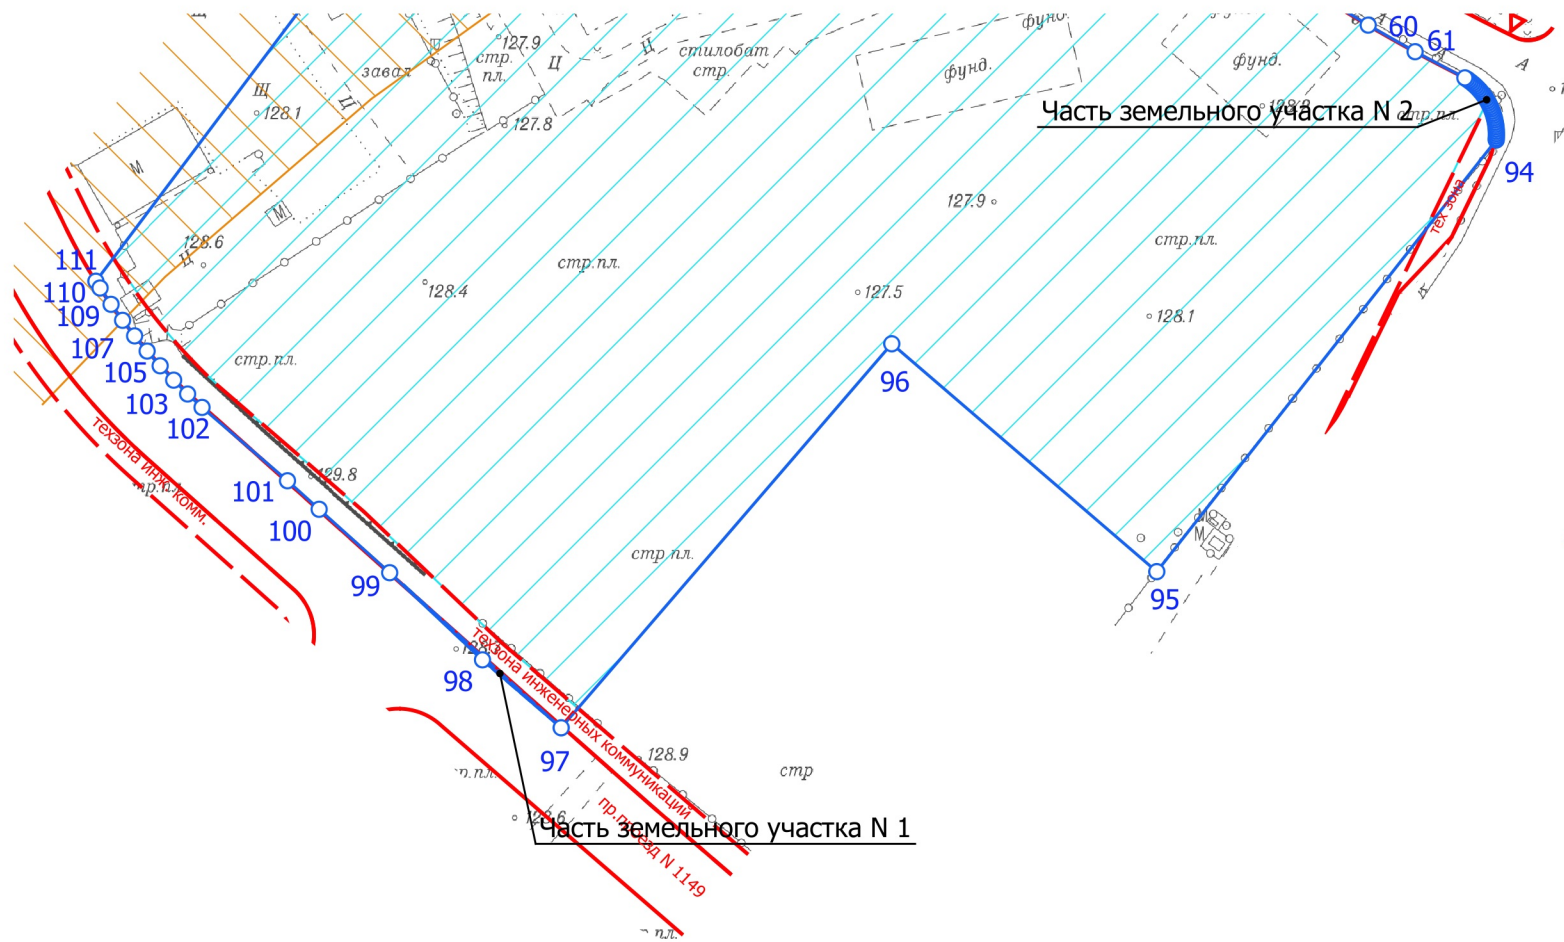 фунд.
60
61
127.9
стр.
пл.
Ц
Ц
стилобат
стр.
завал
Щ
128.1
Ц
127.8
фунд.
фунд.
А
А
Часть земельного участка N 2
стр.пл.
94
М
М
127.9
тех зона
128.6
Ц
стр.пл.
стр.пл.
111
110
109
107
105
103
102
128.4
127.5
128.1
стр.пл.
96
техзона инж. комм.
101
100
129.8
99
стр.пл.
М
М
95
98
техзона инженерных коммуникаций
97
128.9
стр
Часть земельного участка N 1
пр.проезд N 1149